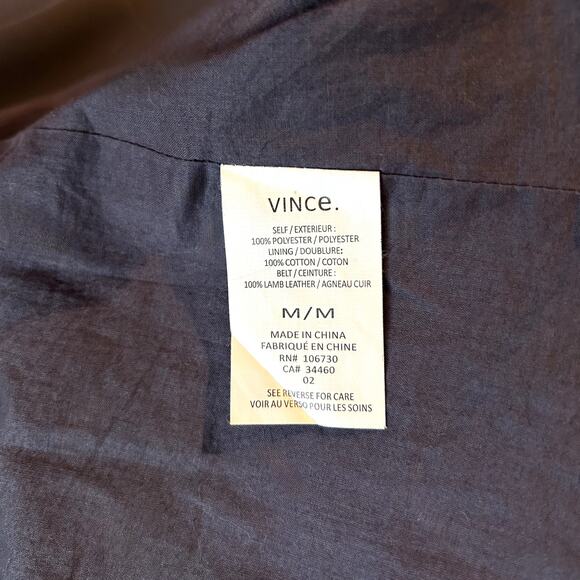 VINCe.
SELF / EXTERIEUR :
100% POLYESTER / POLYESTER
LINING / DOUBLURE:
100% COTTON / COTON
BELT / CEINTURE :
100% LAMB LEATHER / AGNEAU CUIR
M / M
MADE IN CHINA
FABRIQUÉ EN CHINE
RN# 106730
CA# 34460
02
SEE REVERSE FOR CARE
VOIR AU VERSO POUR LES SOINS